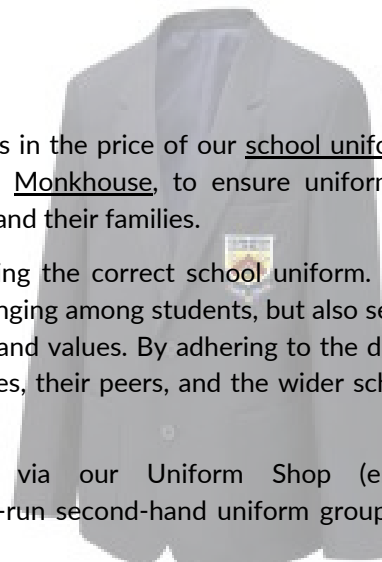 s in the price of our school unifo
Monkhouse, to ensure uniform
and their families.
ing the correct school uniform.
nging among students, but also se
and values. By adhering to the d
es, their peers, and the wider sch
via our Uniform Shop (e
-run second-hand uniform group